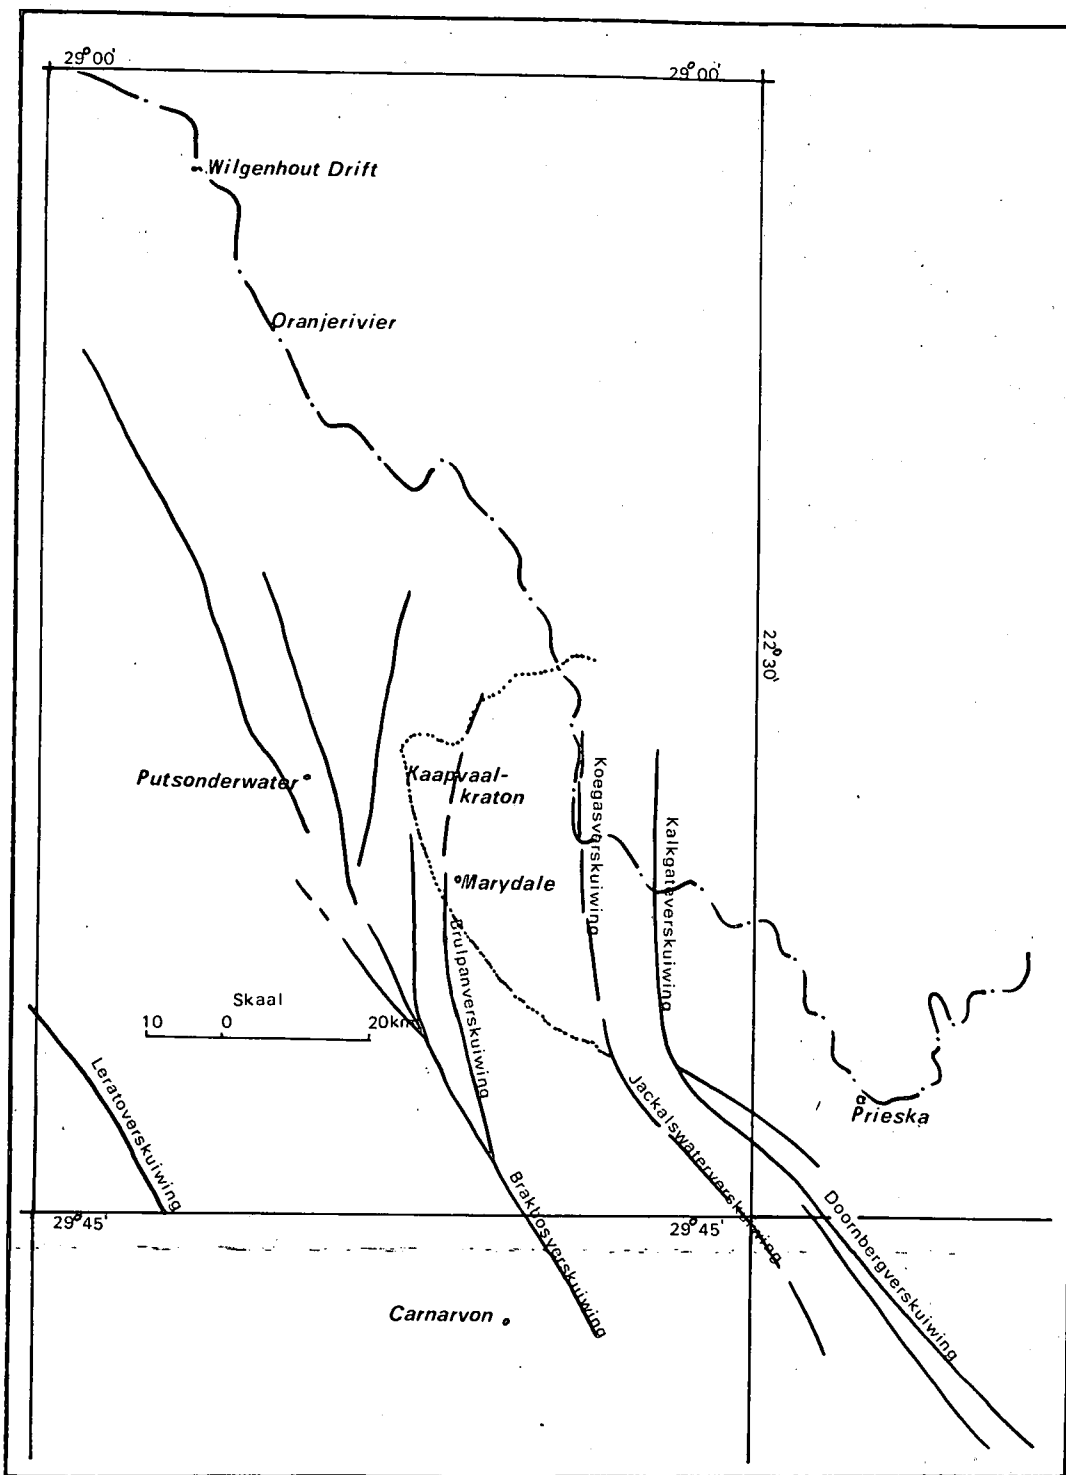 29°00'
29°00'
Wilgenhout Drift
Oranjerivier
22°30'
Putsonderwater
Kaapvaal-
kraton
Koegasverskuiwing
Kalkgateverskuiwing
Marydale
Brulpanverskuiwing
Skaal
10 0 20km
Leratoverskuiwing
Jackalswaterverskuiwing
Prieska
29°45'
29°45'
Brakbosverskuiwing
Doornbergverskuiwing
Carnarvon